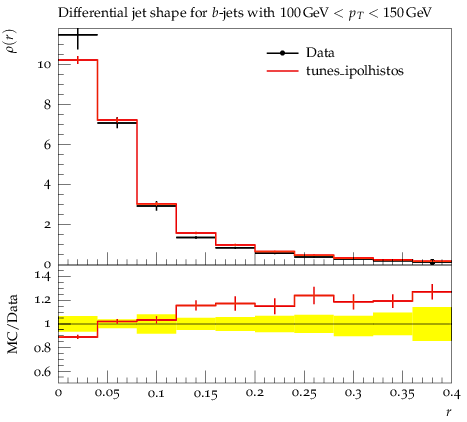 Differential jet shape for b-jets with 100 GeV < p_T < 150 GeV
ρ(r)
Data
tunes_ipolhistos
10
8
6
4
2
0
MC/Data
1.4
1.2
1
0.8
0.6
0 0.05 0.1 0.15 0.2 0.25 0.3 0.35 0.4
r